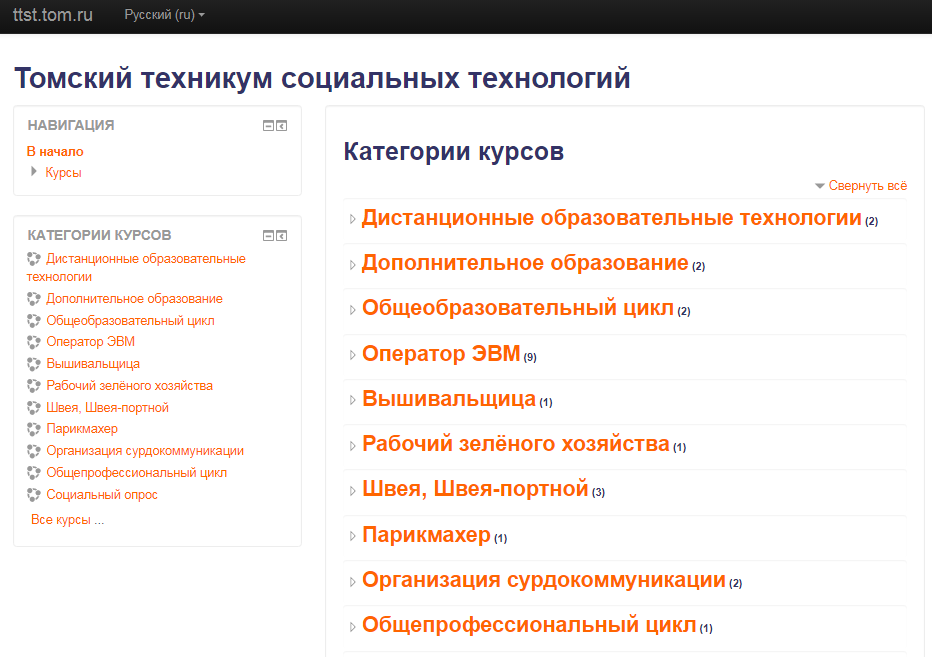 ttst.tom.ru
Русский (ru)
Томский техникум социальных технологий
НАВИГАЦИЯ
В начало
Курсы
КАТЕГОРИИ КУРСОВ
Дистанционные образовательные
технологии
Дополнительное образование
Общеобразовательный цикл
Оператор ЭВМ
Вышивальщица
Рабочий зелёного хозяйства
Швея, Швея-портной
Парикмахер
Организация сурдокоммуникации
Общепрофессиональный цикл
Социальный опрос
Все курсы ...
Категории курсов
Свернуть всё
Дистанционные образовательные технологии (2)
Дополнительное образование (2)
Общеобразовательный цикл (2)
Оператор ЭВМ (9)
Вышивальщица (1)
Рабочий зелёного хозяйства (1)
Швея, Швея-портной (3)
Парикмахер (1)
Организация сурдокоммуникации (2)
Общепрофессиональный цикл (1)